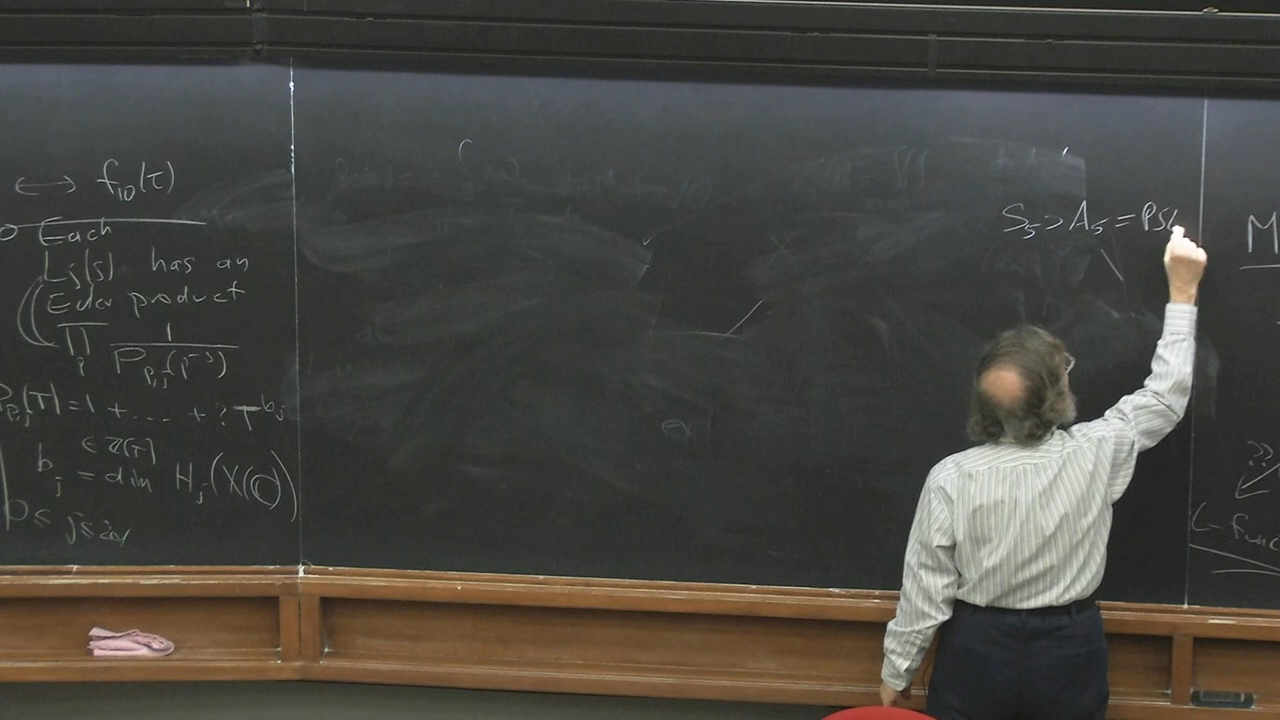 ⟷ f₁₀(τ)
Each
Lⱼ(s) has an
Euler product
∏ₚ 1 / P_{p,j}(p⁻ˢ)
P_{p,j}(T) = 1 + .... + ? T^{bⱼ}
∈ ℤ[T]
bⱼ = dim Hⱼ(X(ℂ))
0 ≤ j ≤ 2d
S₅ > A₅ = PSL
M
??
L-func